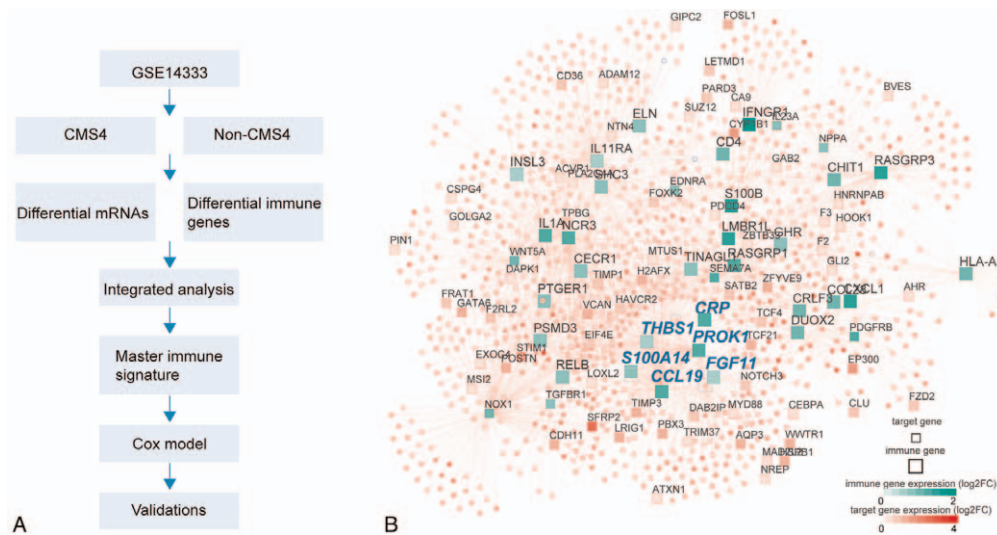 GSE14333
CMS4
Non-CMS4
Differential mRNAs
Differential immune
genes
Integrated analysis
Master immune
signature
Cox model
Validations
A
GIPC2
FOSL1
LETMD1
CD36
ADAM12
PARD3
BVES
CA9
SUZ12
ELN
IFNGR1
NTN4
IL23A
NPPA
CD4
IL11RA
GAB2
ACVR1
SHC3
INSL3
CHIT1
RASGRP3
EDNRA
FOXK2
HNRNPAB
CSPG4
S100B
PDCD4
GOLGA2
TPBG
F3
HOOK1
IL1A
NCR3
LMBR1L
ZBTB33
GHR
PIN1
F2
MTUS1
WNT5A
CECR1
TINAGL1
RASGRP1
GLI2
DAPK1
SEMA7A
HLA-A
TIMP1
H2AFX
ZFYVE9
SATB2
FRAT1
PTGER1
AHR
GATA6
VCAN
HAVCR2
CRLF3
CXCL1
F2RL2
CRP
TCF4
DUOX2
PSMD3
EIF4E
THBS1
PROK1
TCF21
PDGFRB
STIM1
EXOC4
POSTN
S100A14
FGF11
EP300
MSI2
RELB
LOXL2
CCL19
NOTCH3
NOX1
TGFBR1
CLU
FZD2
TIMP3
DAB2IP
MYD88
CEBPA
SFRP2
LRIG1
PBX3
TRIM37
CDH11
AQP3
WWTR1
NREP
ATXN1
target gene
immune gene
immune gene expression (log2FC)
0 2
target gene expression (log2FC)
0 4
B